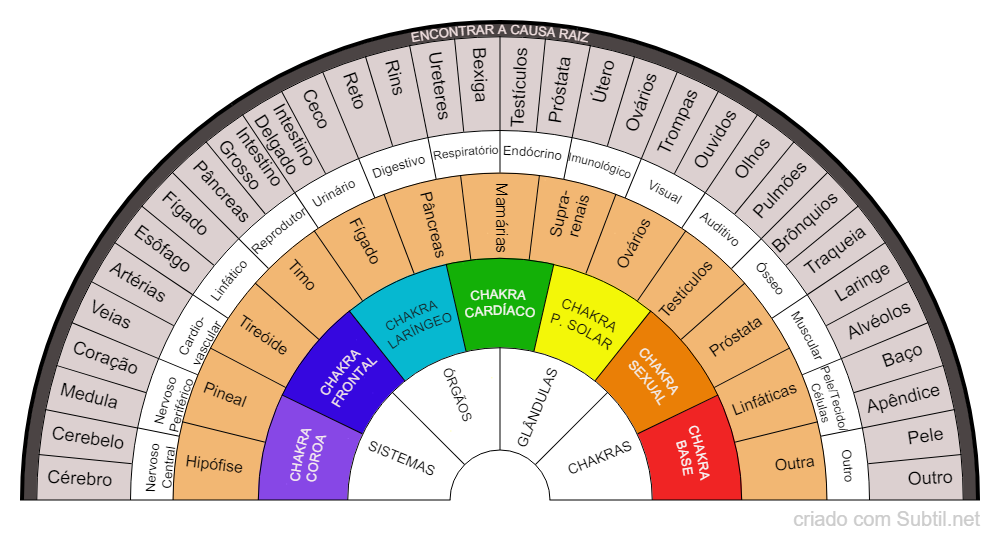 ENCONTRAR A CAUSA RAIZ
Cérebro
Cerebelo
Medula
Coração
Veias
Artérias
Esôfago
Fígado
Pâncreas
Intestino
Grosso
Intestino
Delgado
Ceco
Reto
Rins
Ureteres
Bexiga
Testículos
Próstata
Útero
Ovários
Trompas
Ouvidos
Olhos
Pulmões
Brônquios
Traqueia
Laringe
Alvéolos
Baço
Apêndice
Pele
Outro
Nervoso
Central
Nervoso
Periférico
Cardio-
vascular
Linfático
Reprodutor
Urinário
Digestivo
Respiratório
Endócrino
Imunológico
Visual
Auditivo
Ósseo
Muscular
Pele/Tecido/
Células
Outro
Hipófise
Pineal
Tireóide
Timo
Fígado
Pâncreas
Mamárias
Supra-
renais
Ovários
Testículos
Próstata
Linfáticas
Outra
CHAKRA
COROA
CHAKRA
FRONTAL
CHAKRA
LARÍNGEO
CHAKRA
CARDÍACO
CHAKRA
P. SOLAR
CHAKRA
SEXUAL
CHAKRA
BASE
SISTEMAS
ÓRGÃOS
GLÂNDULAS
CHAKRAS
criado com Subtil.net